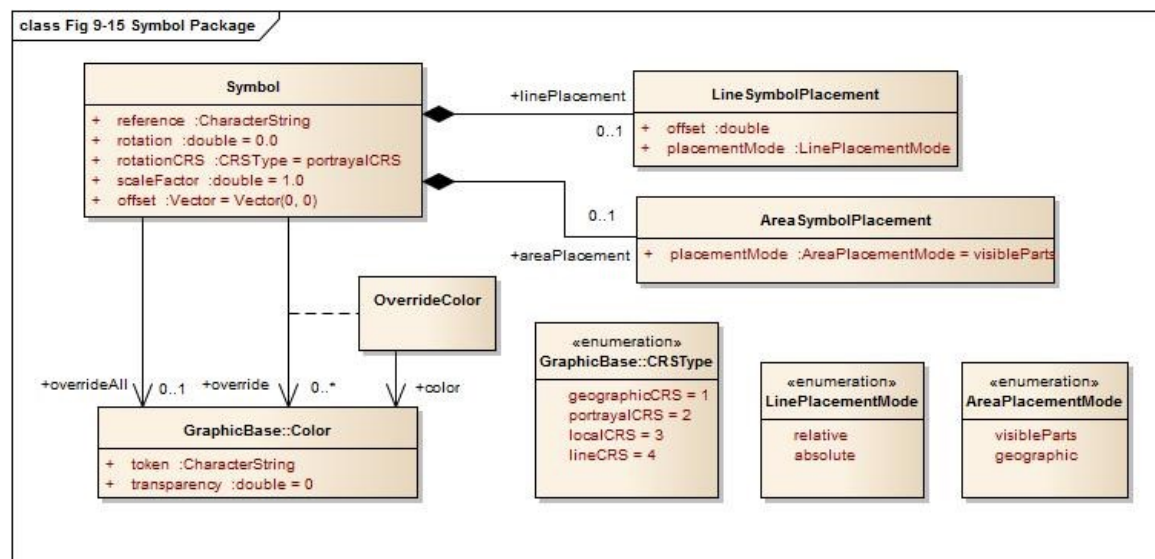 class Fig 9-15 Symbol Package
Symbol
+ reference :CharacterString
+ rotation :double = 0.0
+ rotationCRS :CRSType = portrayalCRS
+ scaleFactor :double = 1.0
+ offset :Vector = Vector(0, 0)
+linePlacement
0..1
LineSymbolPlacement
+ offset :double
+ placementMode :LinePlacementMode
0..1
+areaPlacement
AreaSymbolPlacement
+ placementMode :AreaPlacementMode = visibleParts
OverrideColor
+overrideAll
0..1
+override
0..*
+color
GraphicBase::Color
+ token :CharacterString
+ transparency :double = 0
«enumeration»
GraphicBase::CRSType
geographicCRS = 1
portrayalCRS = 2
localCRS = 3
lineCRS = 4
«enumeration»
LinePlacementMode
relative
absolute
«enumeration»
AreaPlacementMode
visibleParts
geographic